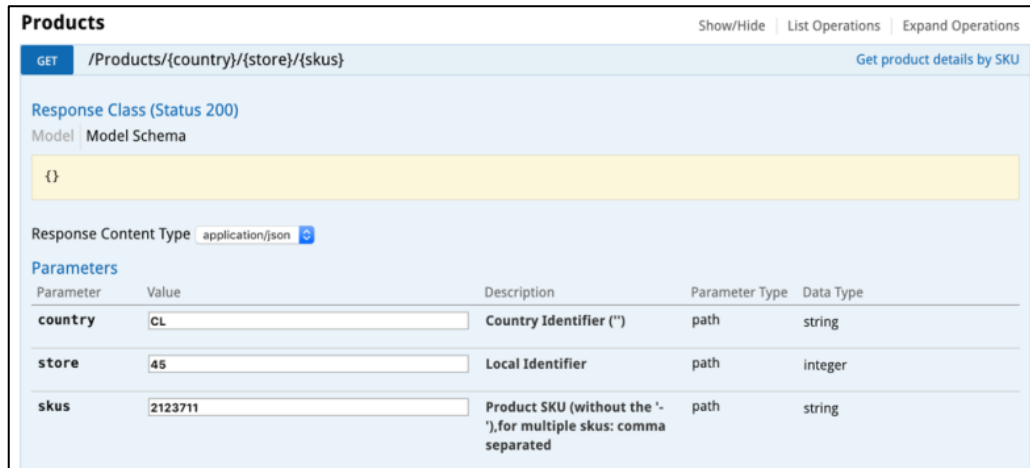 Products
Show/Hide List Operations Expand Operations
GET /Products/{country}/{store}/{skus} Get product details by SKU
Response Class (Status 200)
Model Model Schema
{}
Response Content Type application/json
Parameters
Parameter Value Description Parameter Type Data Type
country CL Country Identifier ('') path string
store 45 Local Identifier path integer
skus 2123711 Product SKU (without the '- path string
'),for multiple skus: comma
separated